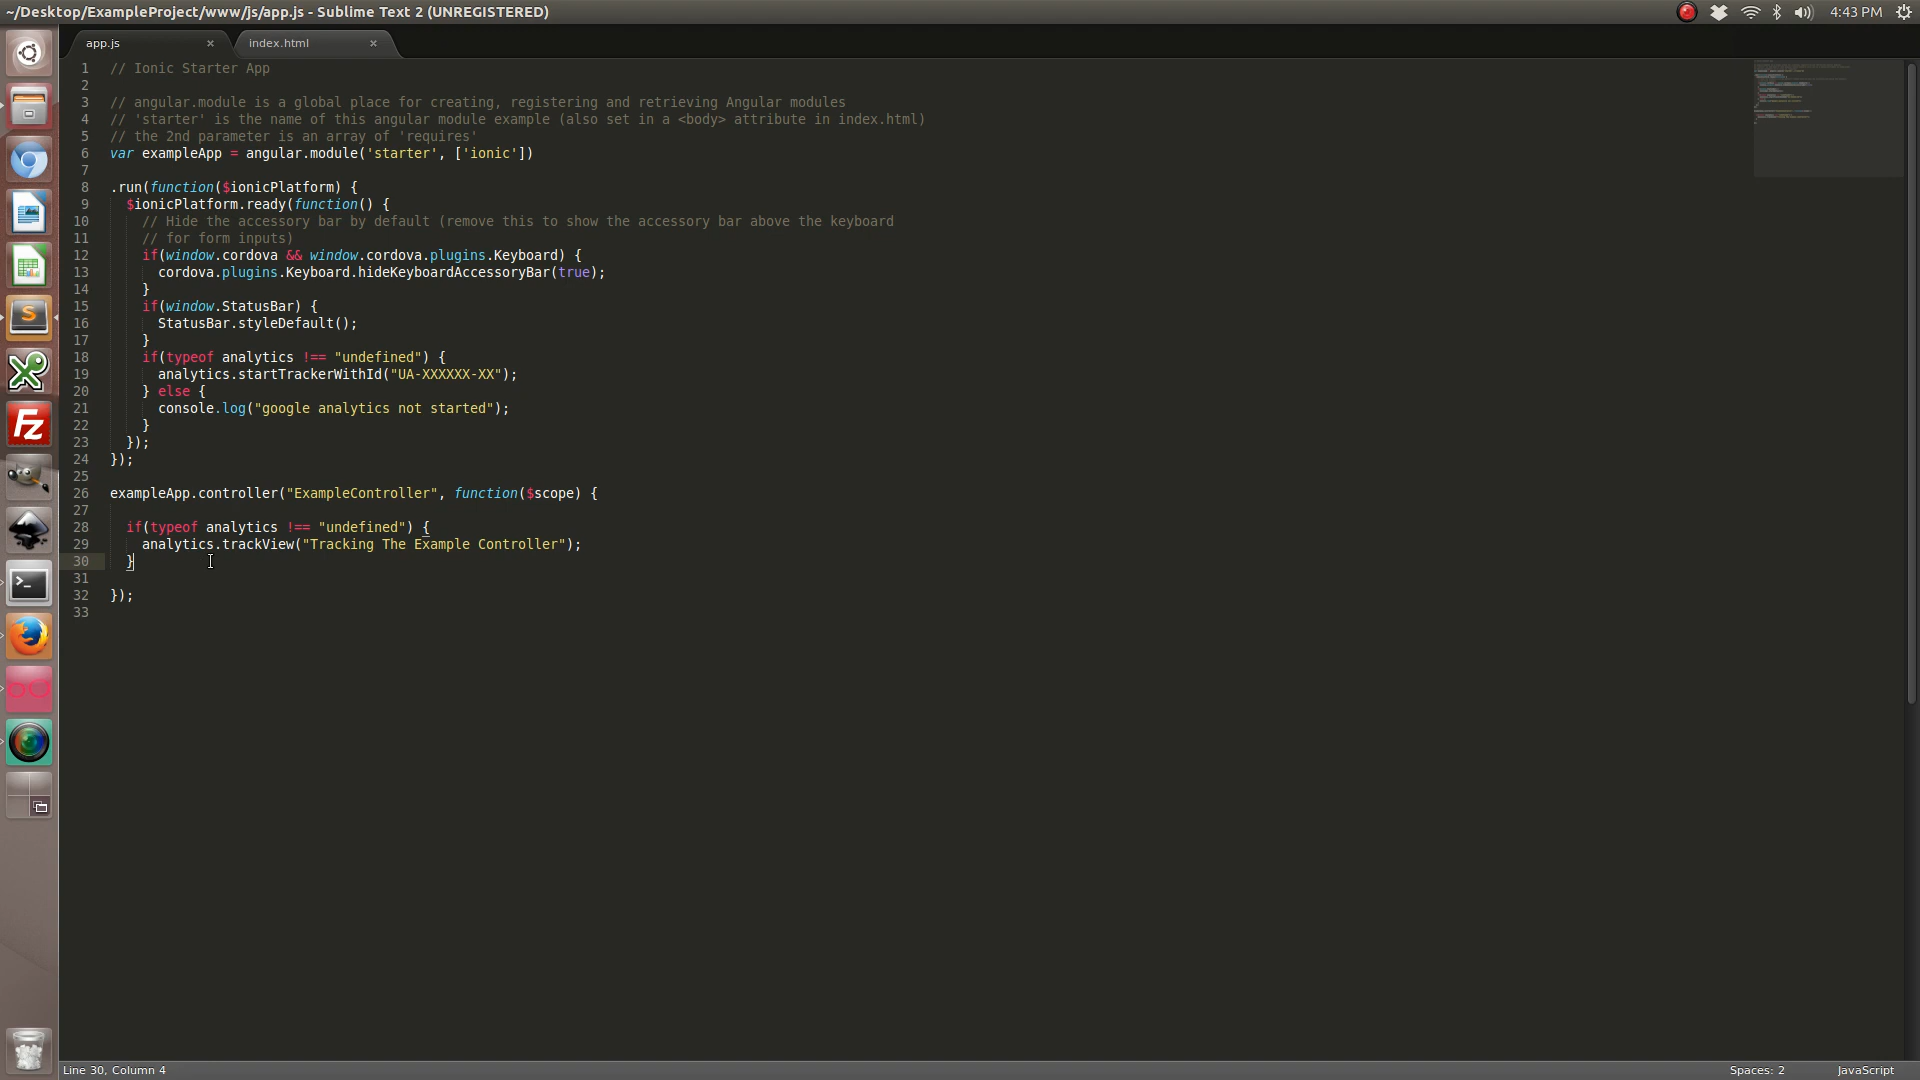 ~/Desktop/ExampleProject/www/js/app.js - Sublime Text 2 (UNREGISTERED)
4:43 PM
app.js × index.html ×
1 // Ionic Starter App
2
3 // angular.module is a global place for creating, registering and retrieving Angular modules
4 // 'starter' is the name of this angular module example (also set in a <body> attribute in index.html)
5 // the 2nd parameter is an array of 'requires'
6 var exampleApp = angular.module('starter', ['ionic'])
7
8 .run(function($ionicPlatform) {
9   $ionicPlatform.ready(function() {
10     // Hide the accessory bar by default (remove this to show the accessory bar above the keyboard
11     // for form inputs)
12     if(window.cordova && window.cordova.plugins.Keyboard) {
13       cordova.plugins.Keyboard.hideKeyboardAccessoryBar(true);
14     }
15     if(window.StatusBar) {
16       StatusBar.styleDefault();
17     }
18     if(typeof analytics !== "undefined") {
19       analytics.startTrackerWithId("UA-XXXXXX-XX");
20     } else {
21       console.log("google analytics not started");
22     }
23   });
24 });
25
26 exampleApp.controller("ExampleController", function($scope) {
27
28   if(typeof analytics !== "undefined") {
29     analytics.trackView("Tracking The Example Controller");
30   }
31
32 });
33
Line 30, Column 4
Spaces: 2
JavaScript